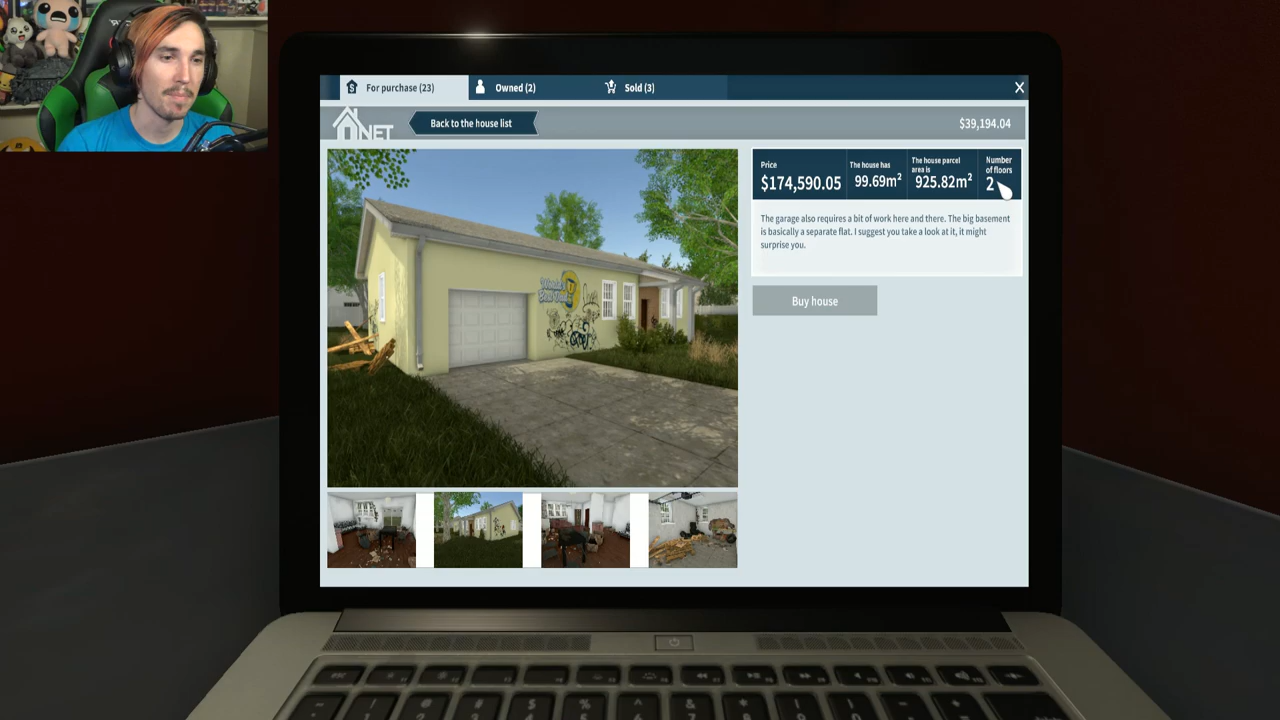 For purchase (23)
Owned (2)
Sold (3)
X
NET
Back to the house list
$39,194.04
Price
$174,590.05
The house has
99.69m²
The house parcel
area is
925.82m²
Number
of floors
2
The garage also requires a bit of work here and there. The big basement
is basically a separate flat. I suggest you take a look at it, it might
surprise you.
Buy house